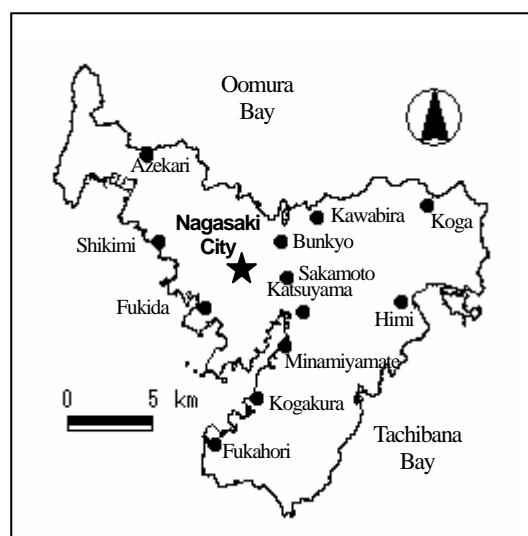 Oomura
Bay
Azekari
Nagasaki
City
Kawabira
Koga
Shikimi
Bunkyo
Sakamoto
Katsuyama
Fukida
Himi
Minamiyamate
0 5 km
Kogakura
Tachibana
Bay
Fukahori